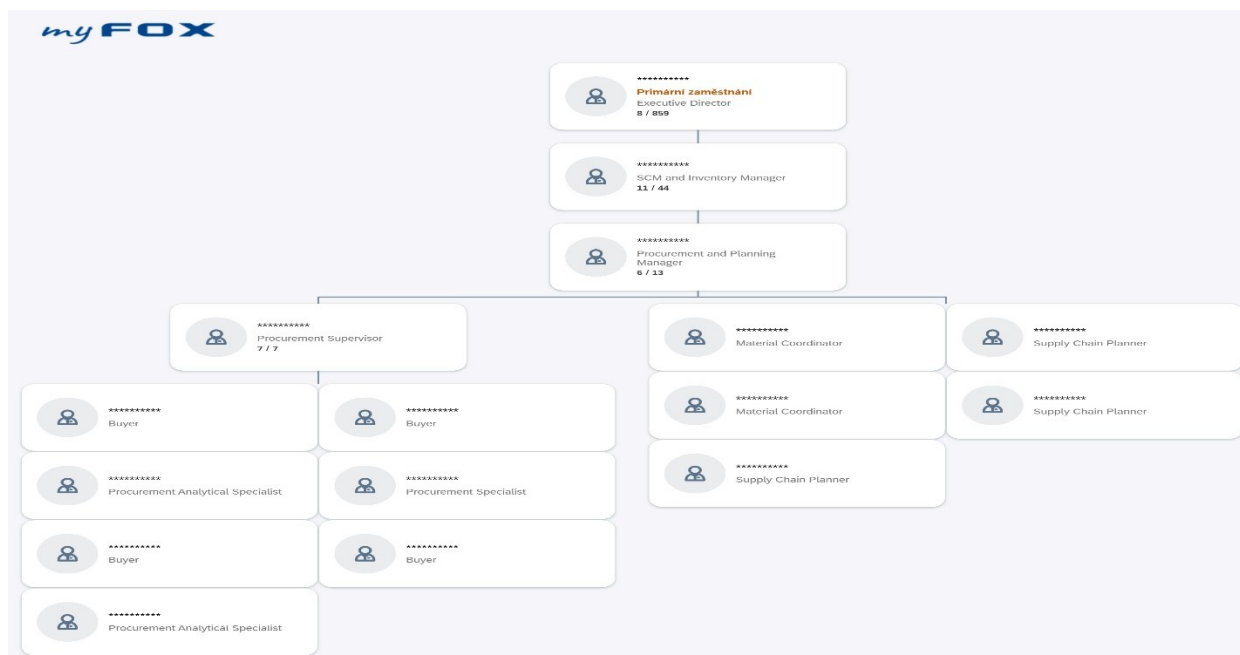 my FOX
**********
Primární zaměstnání
Executive Director
8 / 859
**********
SCM and Inventory Manager
11 / 44
**********
Procurement and Planning
Manager
6 / 13
**********
Procurement Supervisor
7 / 7
**********
Buyer
**********
Buyer
**********
Procurement Analytical Specialist
**********
Procurement Specialist
**********
Buyer
**********
Buyer
**********
Procurement Analytical Specialist
**********
Material Coordinator
**********
Supply Chain Planner
**********
Material Coordinator
**********
Supply Chain Planner
**********
Supply Chain Planner